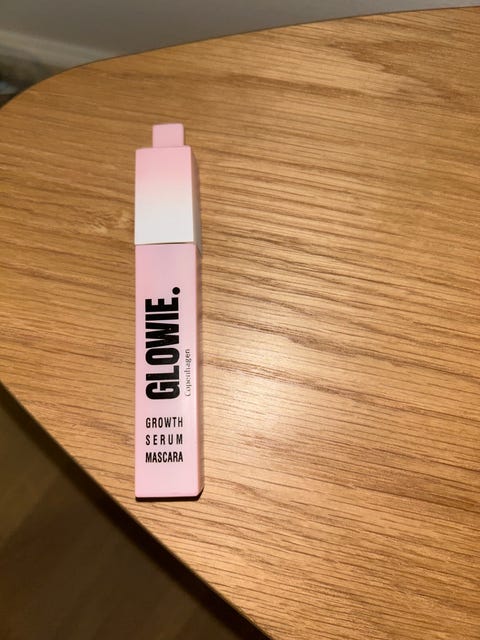 GLOWIE.
Copenhagen
GROWTH
SERUM
MASCARA